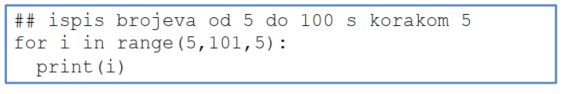 ## ispis brojeva od 5 do 100 s korakom 5
for i in range(5,101,5):
  print(i)